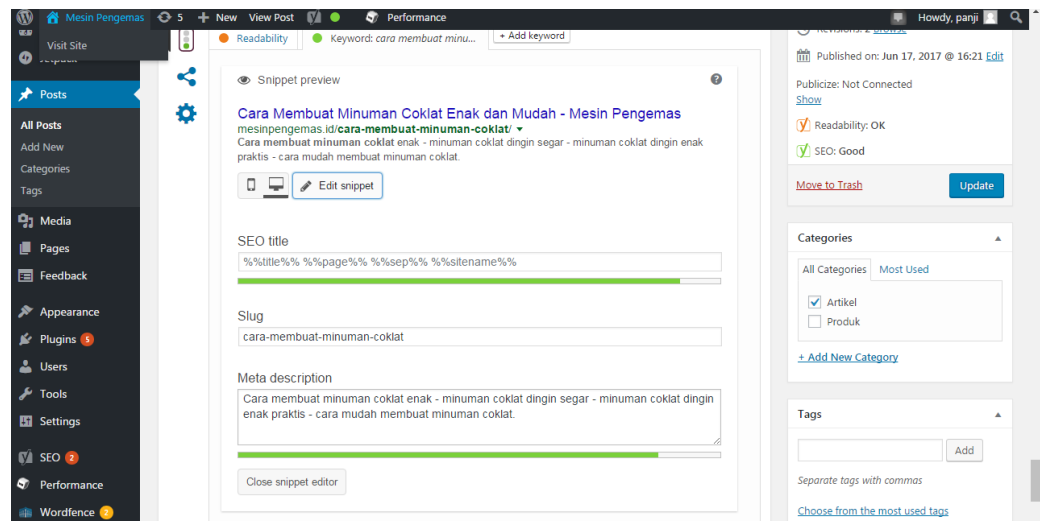 Mesin Pengemas 5 + New View Post Performance Howdy, panji
Visit Site
Jetpack
Posts
All Posts
Add New
Categories
Tags
Media
Pages
Feedback
Appearance
Plugins 5
Users
Tools
Settings
SEO 2
Performance
Wordfence 2
Readability
Keyword: cara membuat minu...
+ Add keyword
Snippet preview
Cara Membuat Minuman Coklat Enak dan Mudah - Mesin Pengemas
mesinpengemas.id/cara-membuat-minuman-coklat/
Cara membuat minuman coklat enak - minuman coklat dingin segar - minuman coklat dingin enak
praktis - cara mudah membuat minuman coklat.
Edit snippet
SEO title
%%title%% %%page%% %%sep%% %%sitename%%
Slug
cara-membuat-minuman-coklat
Meta description
Cara membuat minuman coklat enak - minuman coklat dingin segar - minuman coklat dingin
enak praktis - cara mudah membuat minuman coklat.
Close snippet editor
Revisions: 2 Browse
Published on: Jun 17, 2017 @ 16:21 Edit
Publicize: Not Connected
Show
Readability: OK
SEO: Good
Move to Trash
Update
Categories
All Categories
Most Used
Artikel
Produk
+ Add New Category
Tags
Add
Separate tags with commas
Choose from the most used tags